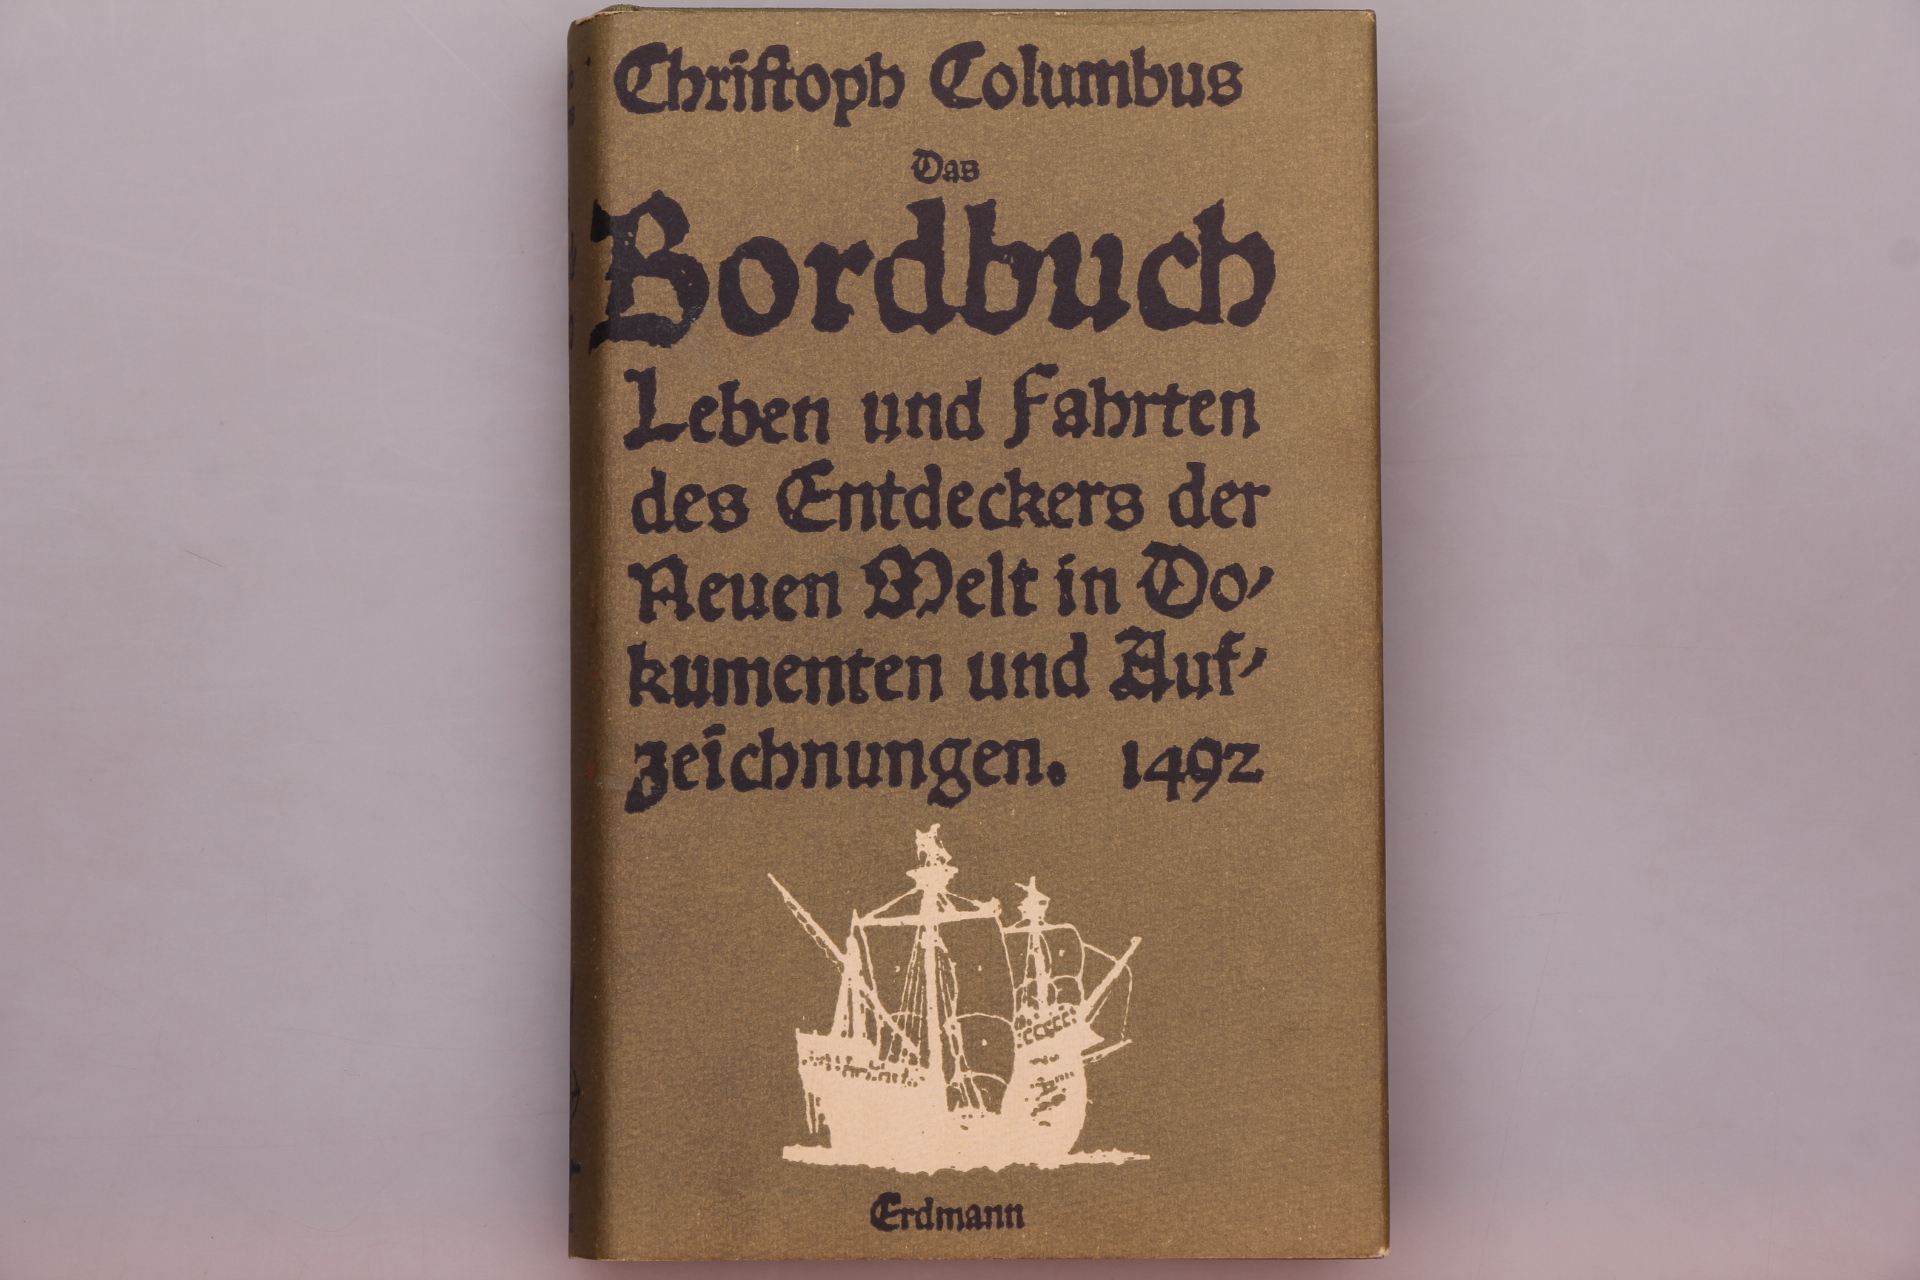 Christoph Columbus
Das
Bordbuch
Leben und Fahrten
des Entdeckers der
Neuen Welt in Do-
kumenten und Auf-
zeichnungen. 1492
Erdmann